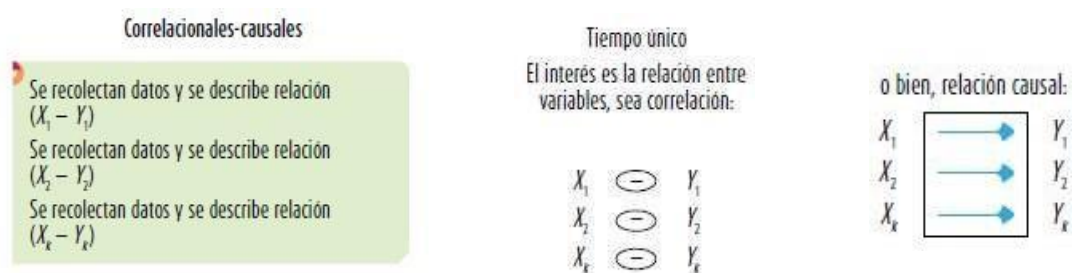 Correlacionales-causales
Se recolectan datos y se describe relación
(X₁ – Y₁)
Se recolectan datos y se describe relación
(X₂ – Y₂)
Se recolectan datos y se describe relación
(Xₖ – Yₖ)
Tiempo único
El interés es la relación entre
variables, sea correlación:
X₁ – Y₁
X₂ – Y₂
Xₖ – Yₖ
o bien, relación causal:
X₁ → Y₁
X₂ → Y₂
Xₖ → Yₖ